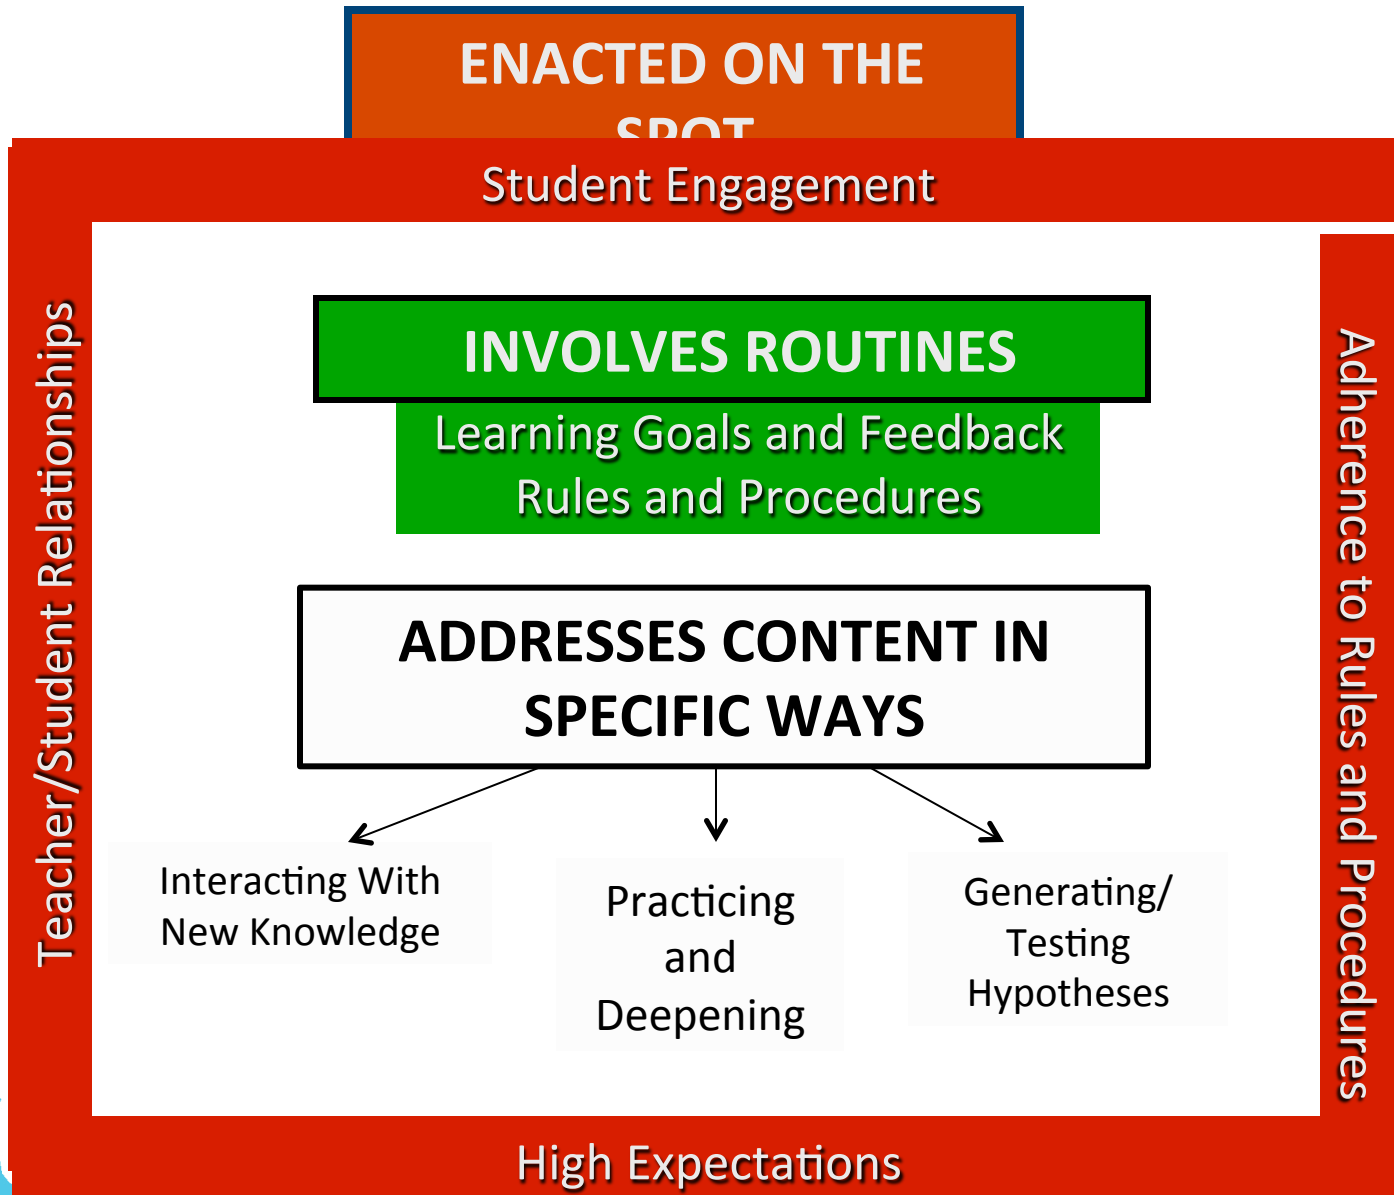 ENACTED ON THE
SPOT
Student Engagement
Teacher/Student Relationships
INVOLVES ROUTINES
Learning Goals and Feedback
Rules and Procedures
ADDRESSES CONTENT IN
SPECIFIC WAYS
Interacting With
New Knowledge
Practicing
and
Deepening
Generating/
Testing
Hypotheses
Adherence to Rules and Procedures
High Expectations